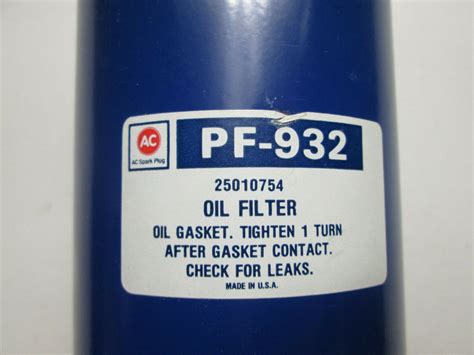 AC
AC Spark Plug
PF-932
25010754
OIL FILTER
OIL GASKET. TIGHTEN 1 TURN
AFTER GASKET CONTACT.
CHECK FOR LEAKS.
MADE IN U.S.A.